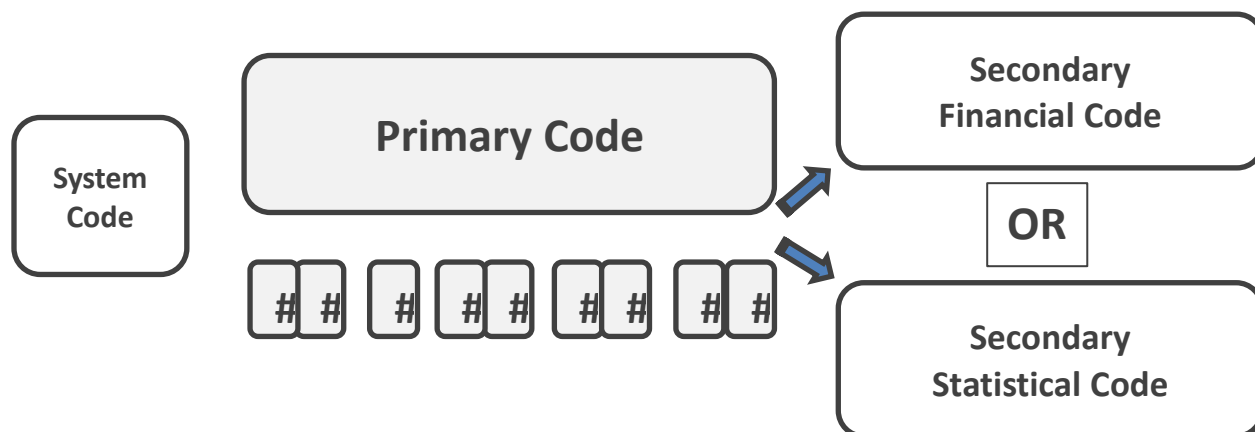 System
Code
Primary Code
# # # # # # # # #
Secondary
Financial Code
OR
Secondary
Statistical Code